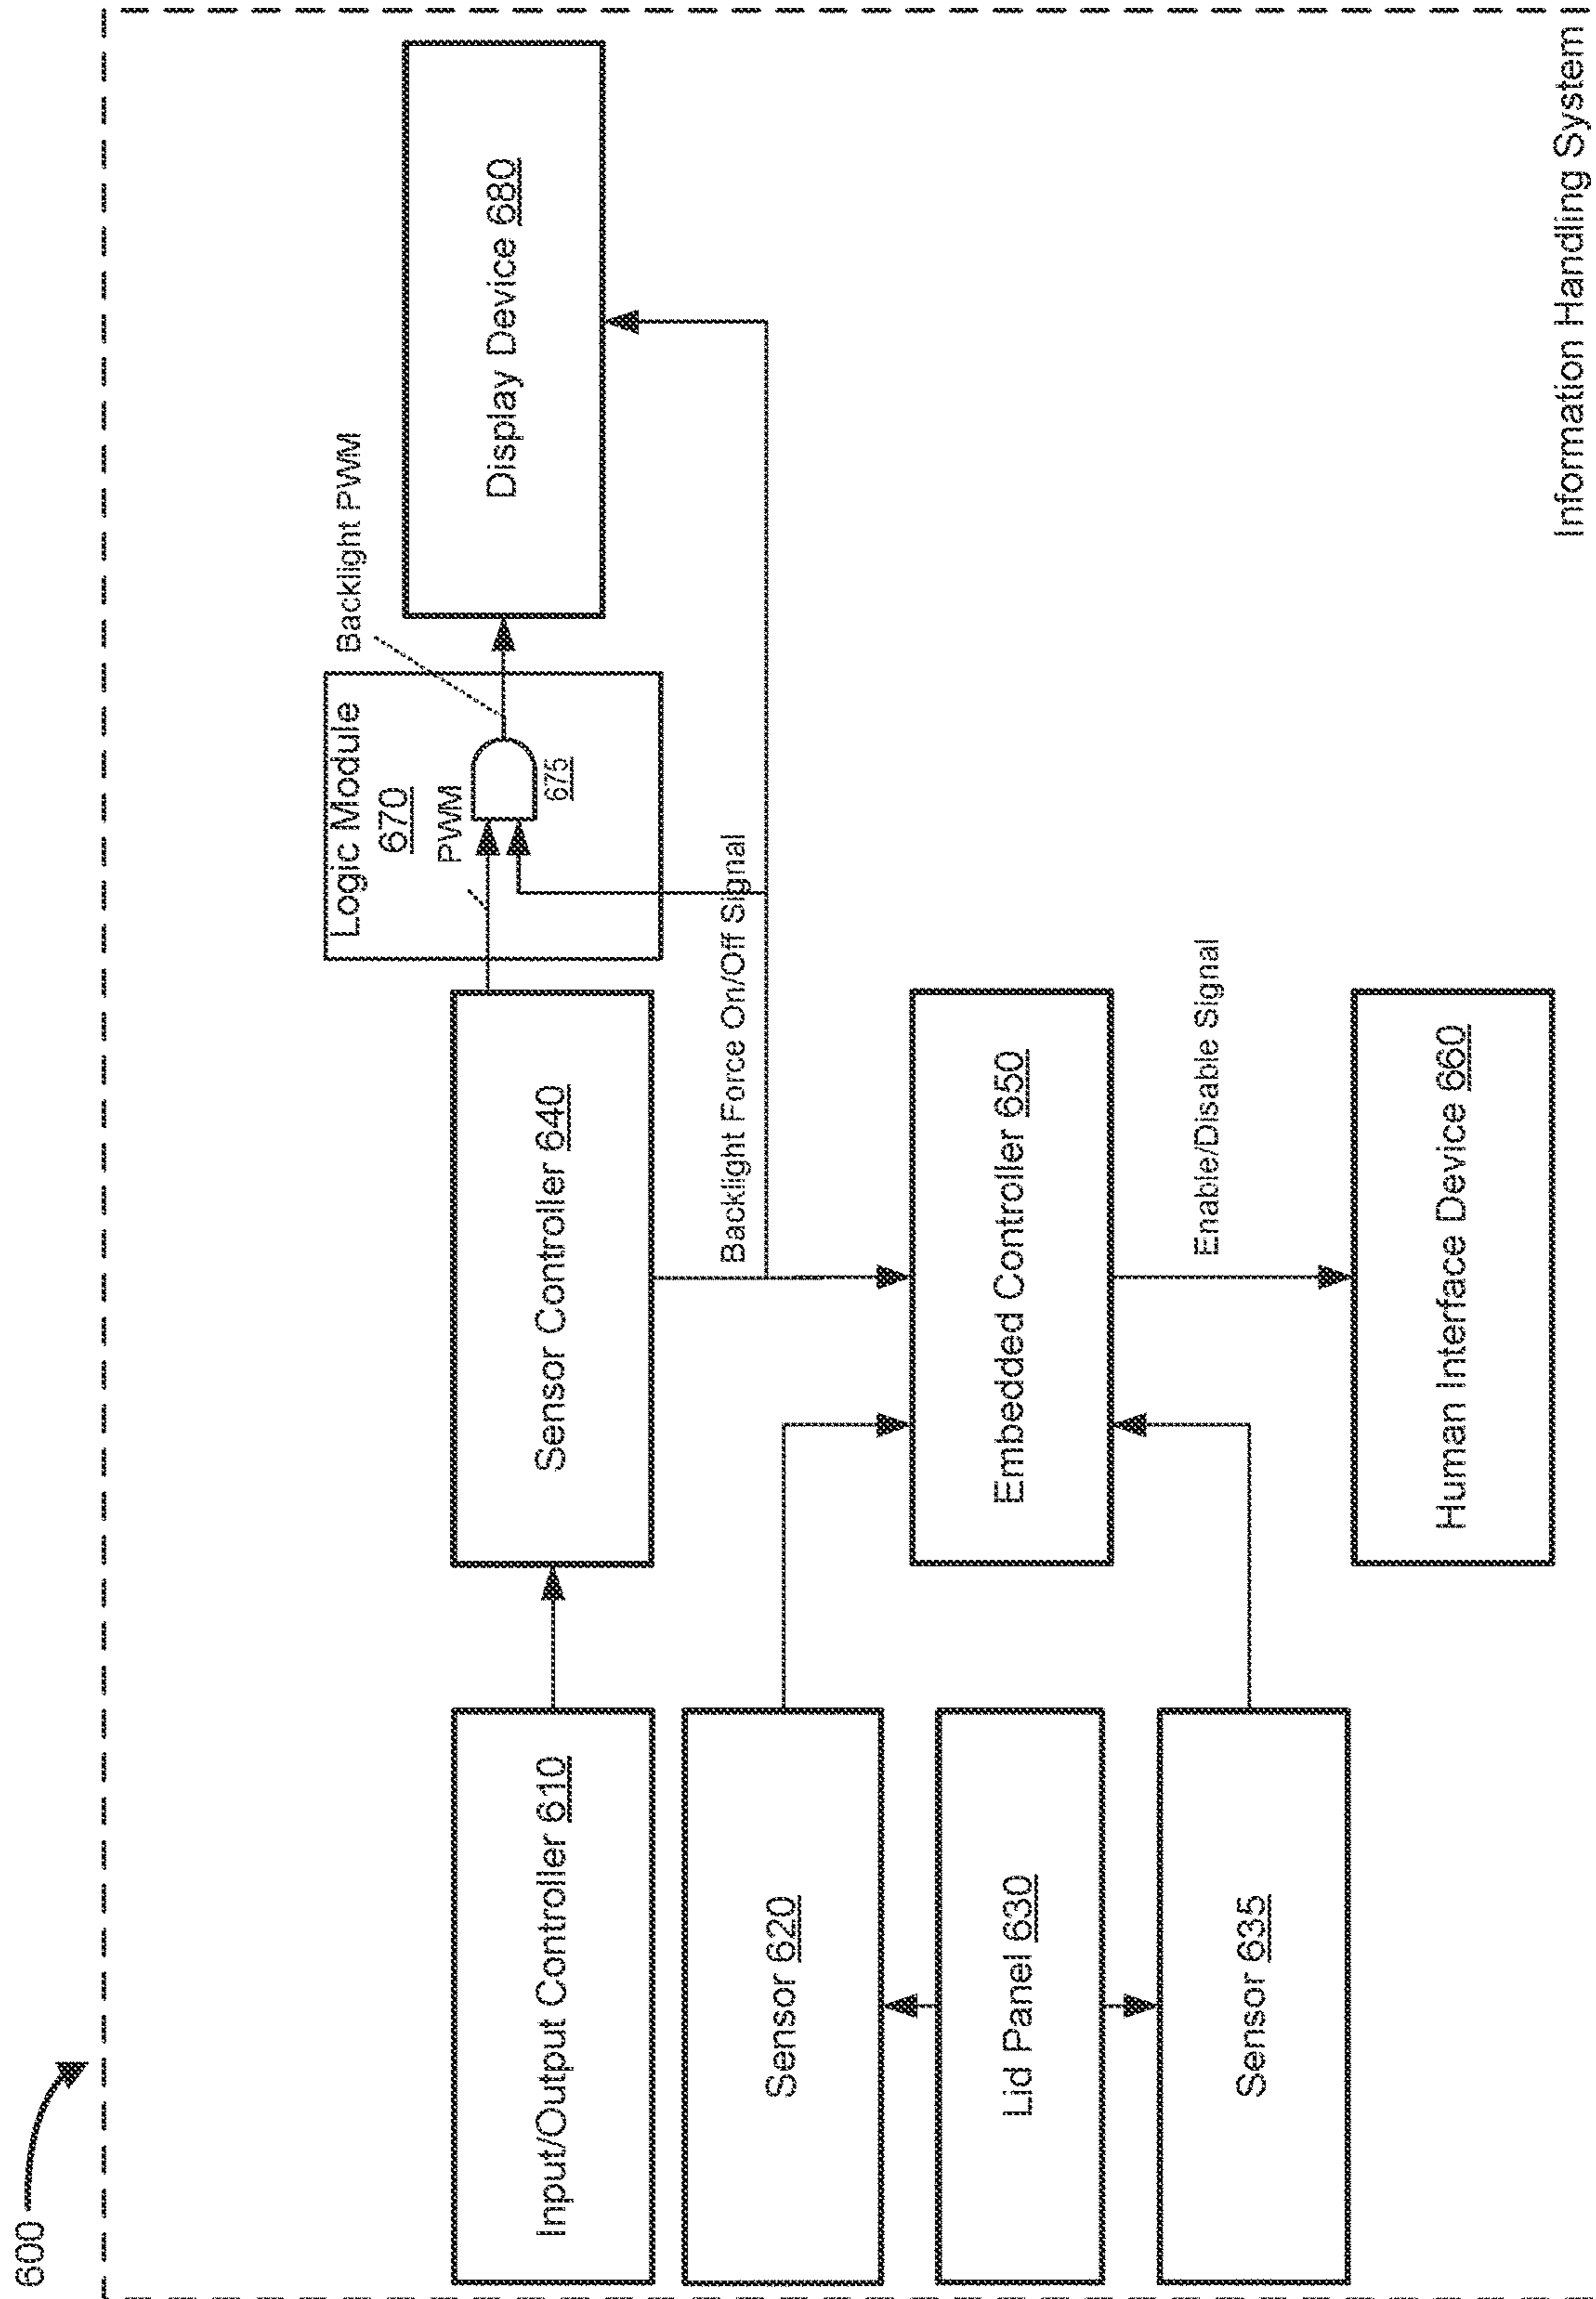 600
Logic Module
670
PWM
675
Backlight PWM
Input/Output Controller 610
Sensor Controller 640
Display Device 680
Backlight Force On/Off Signal
Sensor 620
Lid Panel 630
Embedded Controller 650
Enable/Disable Signal
Sensor 635
Human Interface Device 660
Information Handling System